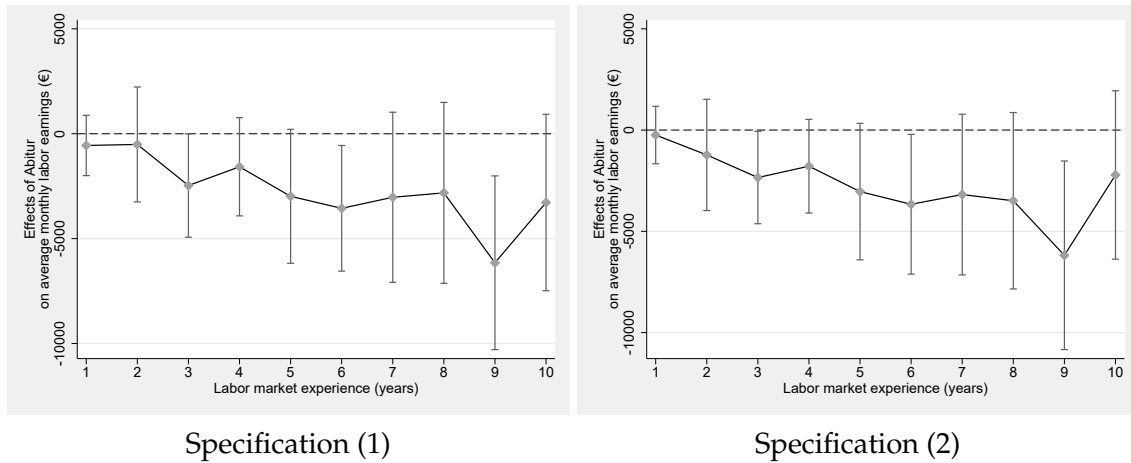 Effects of Abitur
on average monthly labor earnings (€)
5000
0
-5000
-10000
1 2 3 4 5 6 7 8 9 10
Labor market experience (years)
Specification (1)
Effects of Abitur
on average monthly labor earnings (€)
5000
0
-5000
-10000
1 2 3 4 5 6 7 8 9 10
Labor market experience (years)
Specification (2)